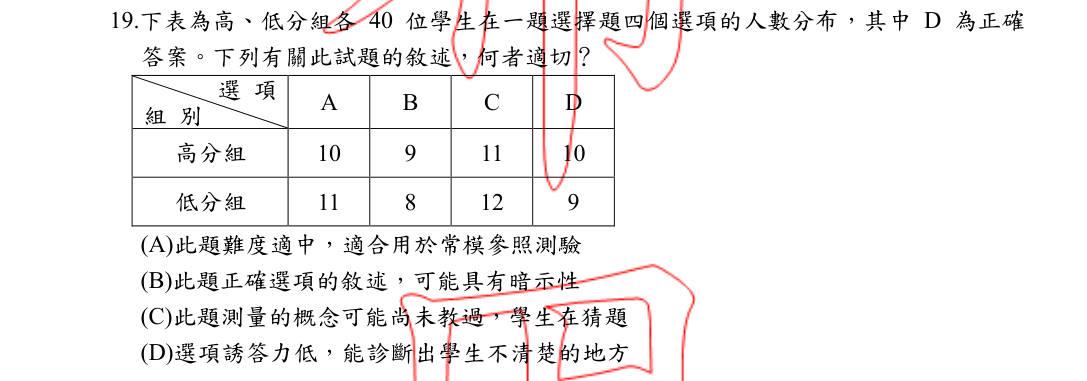 19.下表為高、低分組各 40 位學生在一題選擇題四個選項的人數分布，其中 D 為正確
答案。下列有關此試題的敘述，何者適切？
選 項
組 別 A B C D
高分組 10 9 11 10
低分組 11 8 12 9
(A)此題難度適中，適合用於常模參照測驗
(B)此題正確選項的敘述，可能具有暗示性
(C)此題測量的概念可能尚未教過，學生在猜題
(D)選項誘答力低，能診斷出學生不清楚的地方